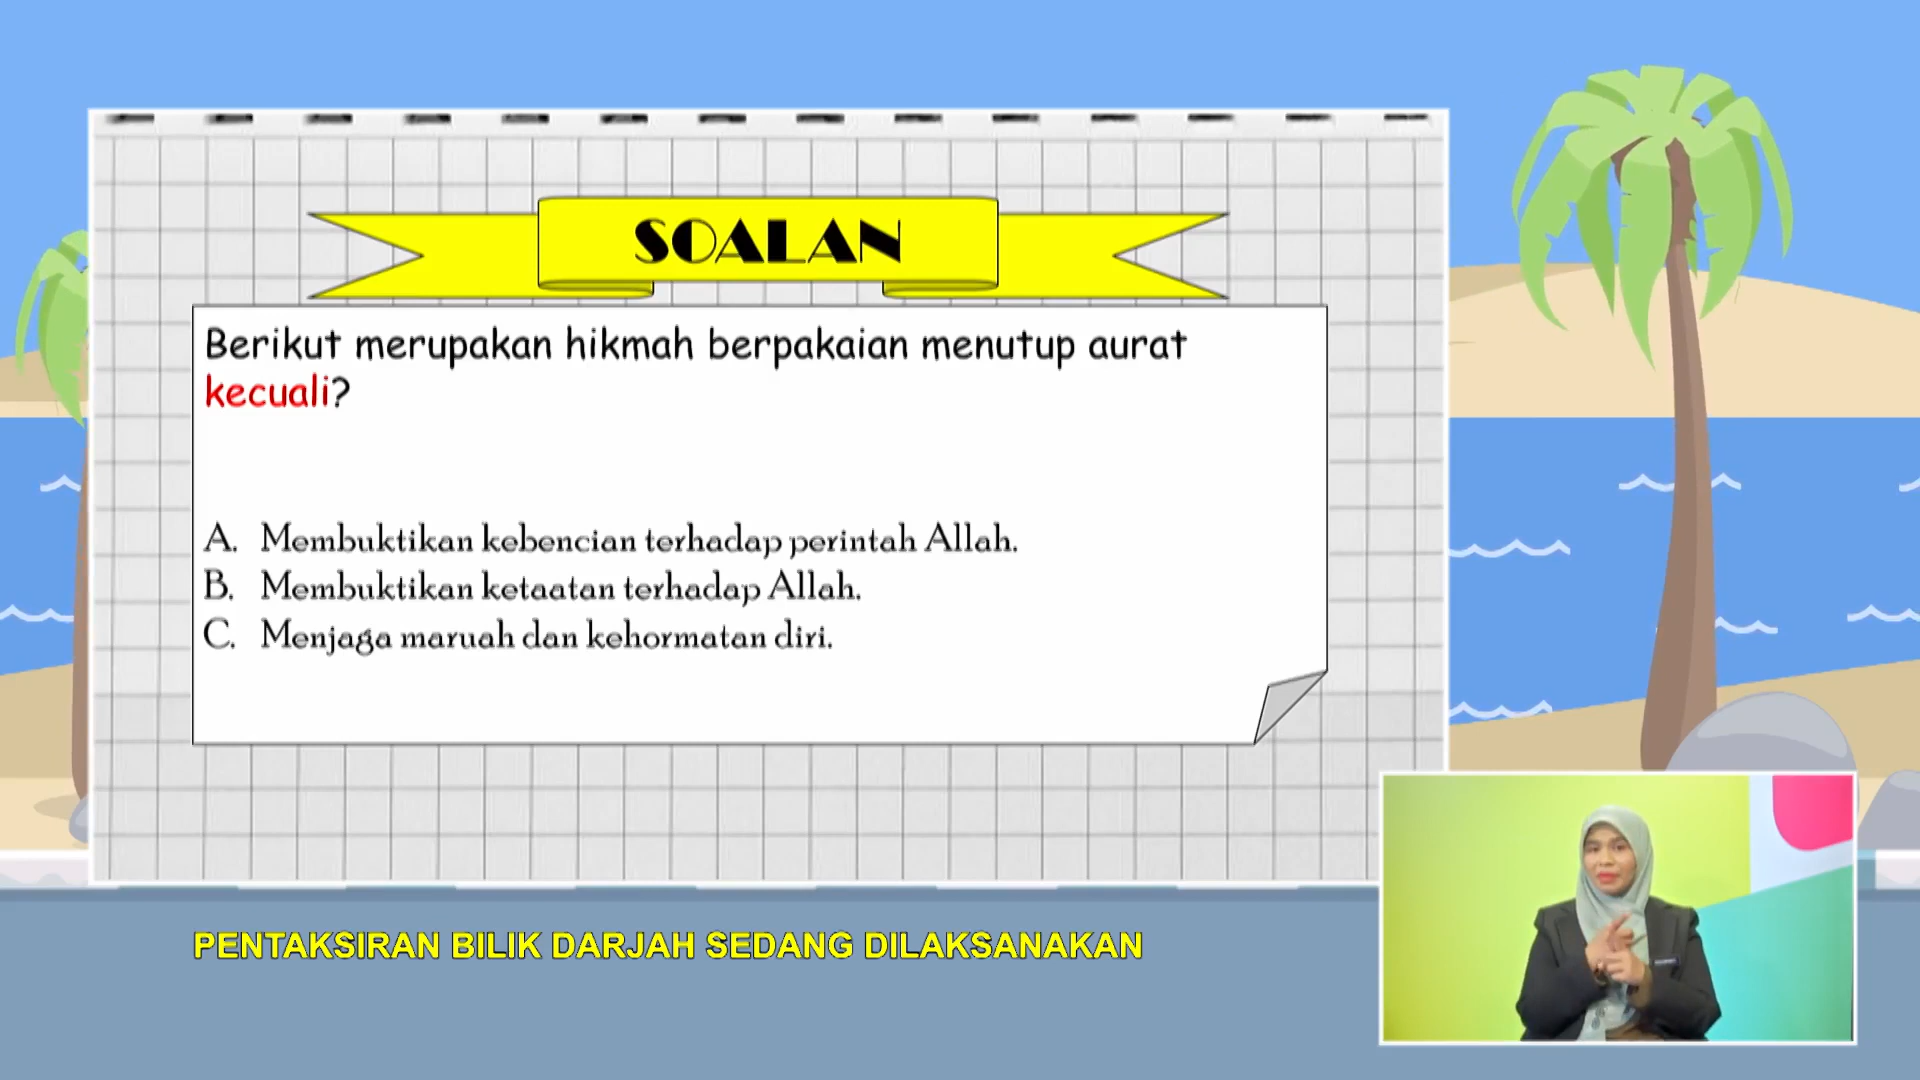 SOALAN
Berikut merupakan hikmah berpakaian menutup aurat
kecuali?
A. Membuktikan kebencian terhadap perintah Allah.
B. Membuktikan ketaatan terhadap Allah.
C. Menjaga maruah dan kehormatan diri.
PENTAKSIRAN BILIK DARJAH SEDANG DILAKSANAKAN